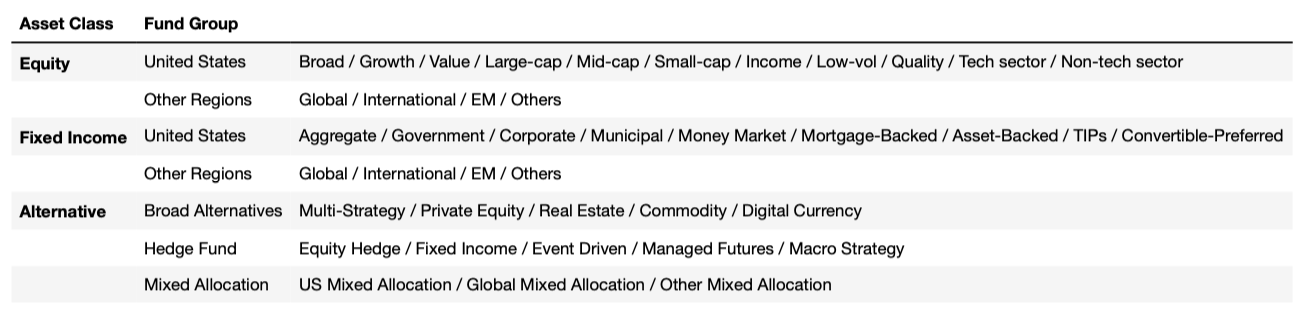 Asset Class Fund Group
Equity United States Broad / Growth / Value / Large-cap / Mid-cap / Small-cap / Income / Low-vol / Quality / Tech sector / Non-tech sector
Other Regions Global / International / EM / Others
Fixed Income United States Aggregate / Government / Corporate / Municipal / Money Market / Mortgage-Backed / Asset-Backed / TIPs / Convertible-Preferred
Other Regions Global / International / EM / Others
Alternative Broad Alternatives Multi-Strategy / Private Equity / Real Estate / Commodity / Digital Currency
Hedge Fund Equity Hedge / Fixed Income / Event Driven / Managed Futures / Macro Strategy
Mixed Allocation US Mixed Allocation / Global Mixed Allocation / Other Mixed Allocation